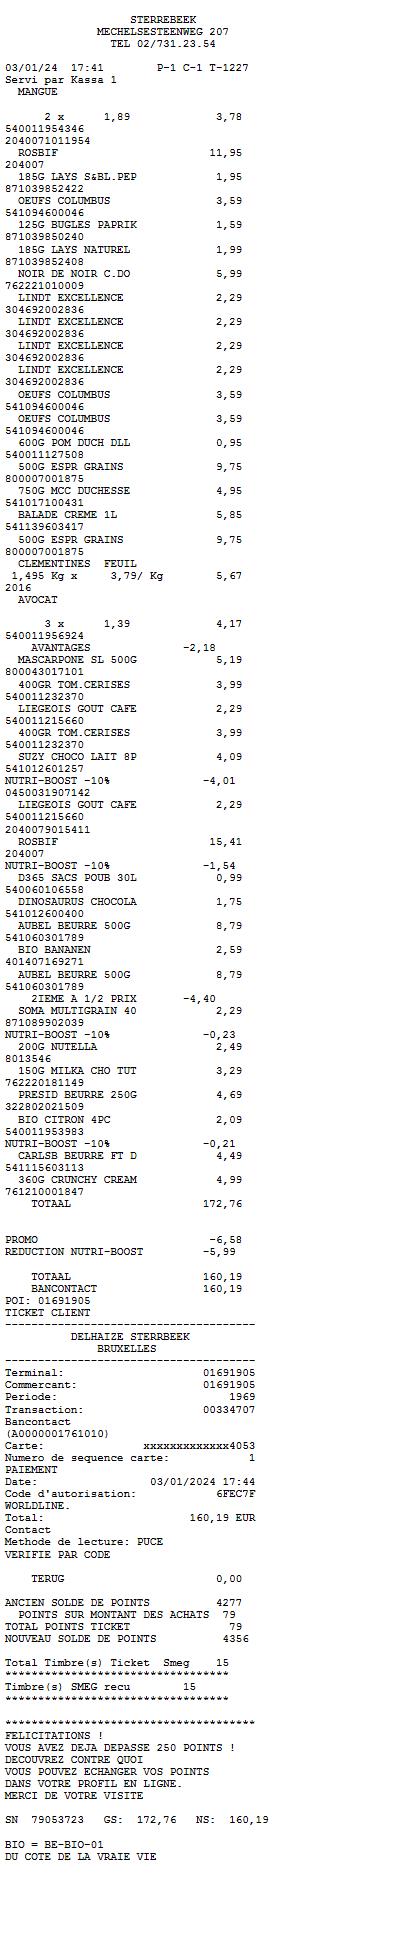 STERREBEEK
MECHELSESTEENWEG 207
TEL 02/731.23.54
03/01/24 17:41 P-1 C-1 T-1227
Servi par Kassa 1
MANGUE
2 x 1,89 3,78
540011954346
2040071011954
ROSBIF 11,95
204007
185G LAYS S&BL.PEP 1,95
871039852422
OEUFS COLUMBUS 3,59
541094600046
125G BUGLES PAPRIK 1,59
871039850240
185G LAYS NATUREL 1,99
871039852408
NOIR DE NOIR C.DO 5,99
762221010009
LINDT EXCELLENCE 2,29
304692002836
LINDT EXCELLENCE 2,29
304692002836
LINDT EXCELLENCE 2,29
304692002836
LINDT EXCELLENCE 2,29
304692002836
OEUFS COLUMBUS 3,59
541094600046
OEUFS COLUMBUS 3,59
541094600046
600G POM DUCH DLL 0,95
540011127508
500G ESPR GRAINS 9,75
800007001875
750G MCC DUCHESSE 4,95
541017100431
BALADE CREME 1L 5,85
541139603417
500G ESPR GRAINS 9,75
800007001875
CLEMENTINES FEUIL
1,495 Kg x 3,79/ Kg 5,67
2016
AVOCAT
3 x 1,39 4,17
540011956924
AVANTAGES -2,18
MASCARPONE SL 500G 5,19
800043017101
400GR TOM.CERISES 3,99
540011232370
LIEGEOIS GOUT CAFE 2,29
540011215660
400GR TOM.CERISES 3,99
540011232370
SUZY CHOCO LAIT 8P 4,09
541012601257
NUTRI-BOOST -10% -4,01
0450031907142
LIEGEOIS GOUT CAFE 2,29
540011215660
2040079015411
ROSBIF 15,41
204007
NUTRI-BOOST -10% -1,54
D365 SACS POUB 30L 0,99
540060106558
DINOSAURUS CHOCOLA 1,75
541012600400
AUBEL BEURRE 500G 8,79
541060301789
BIO BANANEN 2,59
401407169271
AUBEL BEURRE 500G 8,79
541060301789
2IEME A 1/2 PRIX -4,40
SOMA MULTIGRAIN 40 2,29
871089902039
NUTRI-BOOST -10% -0,23
200G NUTELLA 2,49
8013546
150G MILKA CHO TUT 3,29
762220181149
PRESID BEURRE 250G 4,69
322802021509
BIO CITRON 4PC 2,09
540011953983
NUTRI-BOOST -10% -0,21
CARLSB BEURRE FT D 4,49
541115603113
360G CRUNCHY CREAM 4,99
761210001847
TOTAAL 172,76
PROMO -6,58
REDUCTION NUTRI-BOOST -5,99
TOTAAL 160,19
BANCONTACT 160,19
POI: 01691905
TICKET CLIENT
--------------------------------------
DELHAIZE STERRBEEK
BRUXELLES
--------------------------------------
Terminal: 01691905
Commercant: 01691905
Periode: 1969
Transaction: 00334707
Bancontact
(A0000001761010)
Carte: xxxxxxxxxxxxx4053
Numero de sequence carte: 1
PAIEMENT
Date: 03/01/2024 17:44
Code d'autorisation: 6FEC7F
WORLDLINE.
Total: 160,19 EUR
Contact
Methode de lecture: PUCE
VERIFIE PAR CODE
TERUG 0,00
ANCIEN SOLDE DE POINTS 4277
POINTS SUR MONTANT DES ACHATS 79
TOTAL POINTS TICKET 79
NOUVEAU SOLDE DE POINTS 4356
Total Timbre(s) Ticket Smeg 15
**********************************
Timbre(s) SMEG recu 15
**********************************
**************************************
FELICITATIONS !
VOUS AVEZ DEJA DEPASSE 250 POINTS !
DECOUVREZ CONTRE QUOI
VOUS POUVEZ ECHANGER VOS POINTS
DANS VOTRE PROFIL EN LIGNE.
MERCI DE VOTRE VISITE
SN 79053723 GS: 172,76 NS: 160,19
BIO = BE-BIO-01
DU COTE DE LA VRAIE VIE